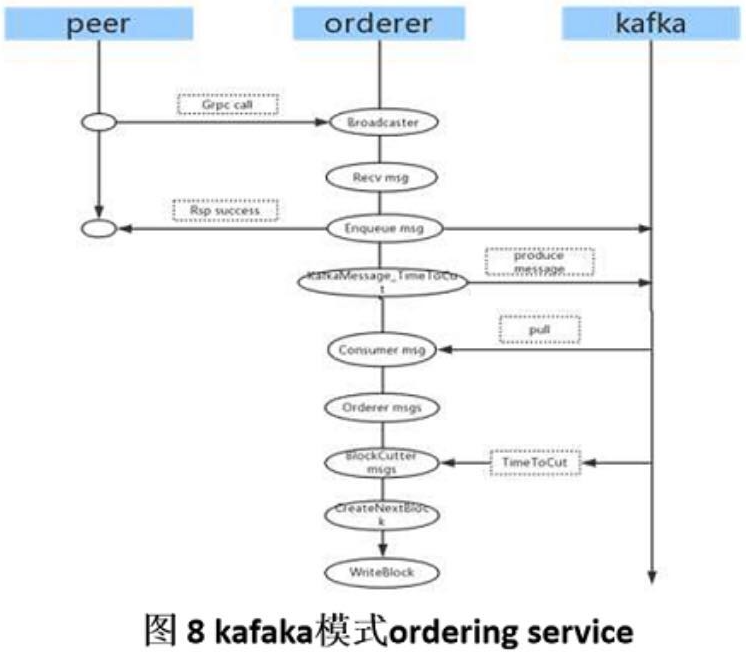 peer orderer kafka
Grpc call
Broadcaster
Recv msg
Rsp success
Enqueue msg
produce
message
KafkaMessage_TimeToCu
t
pull
Consumer msg
Orderer msgs
BlockCutter
msgs
TimeToCut
CreateNextBloc
k
WriteBlock
图 8 kafaka模式ordering service